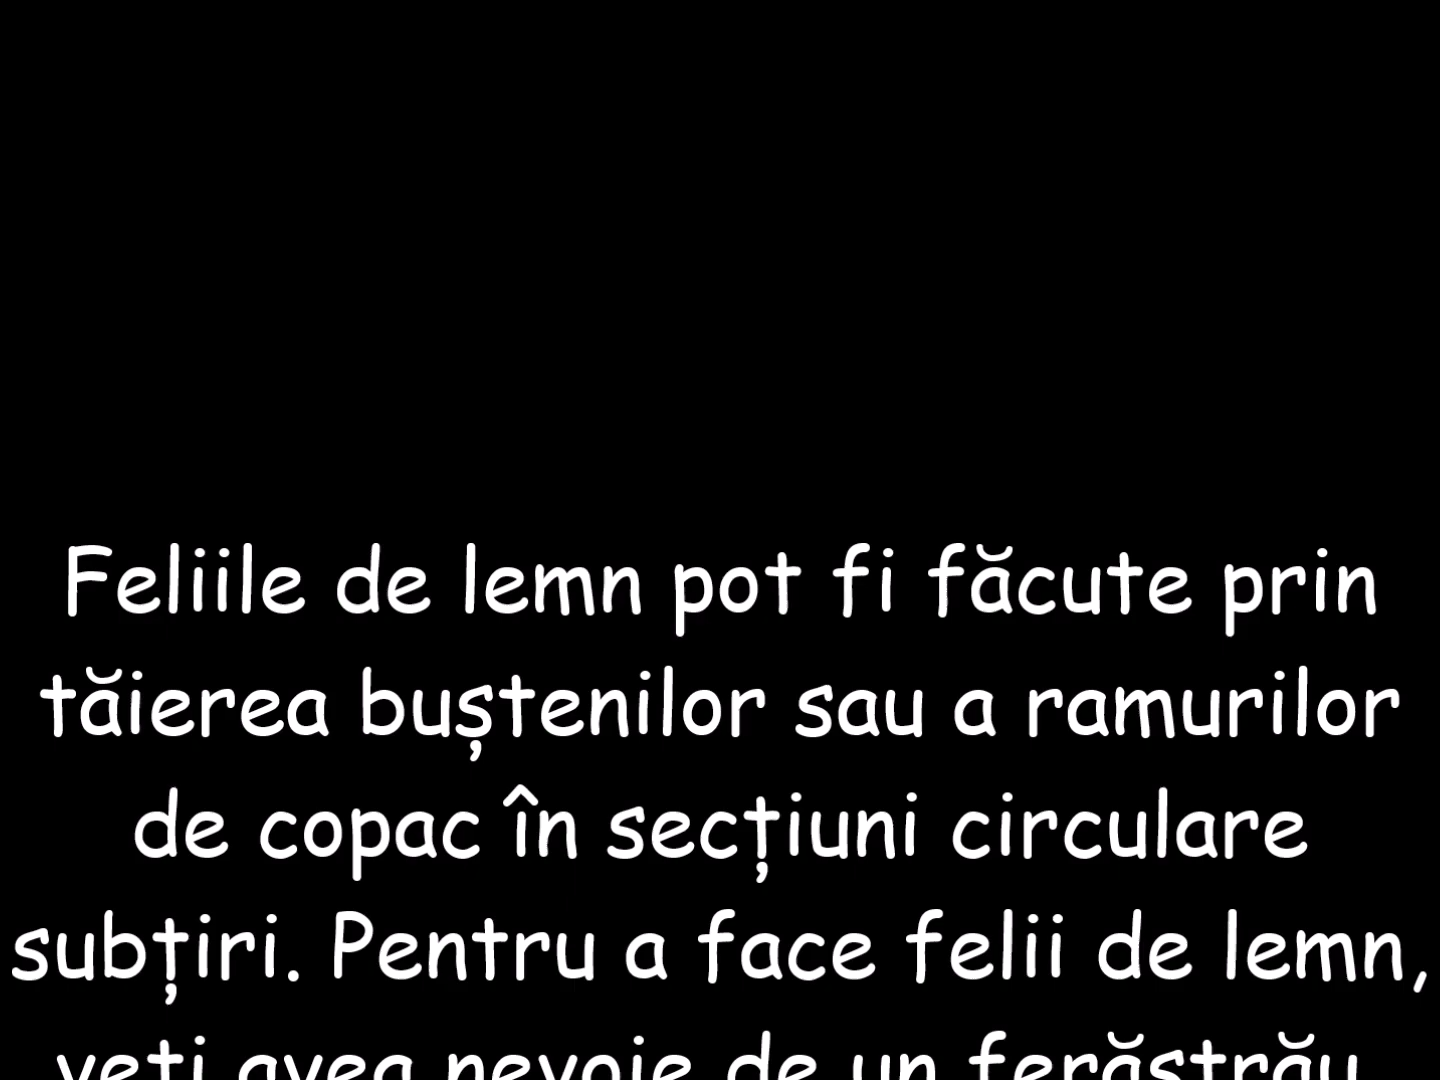 Feliile de lemn pot fi făcute prin
tăierea buștenilor sau a ramurilor
de copac în secțiuni circulare
subțiri. Pentru a face felii de lemn,
veți avea nevoie de un ferăstrău